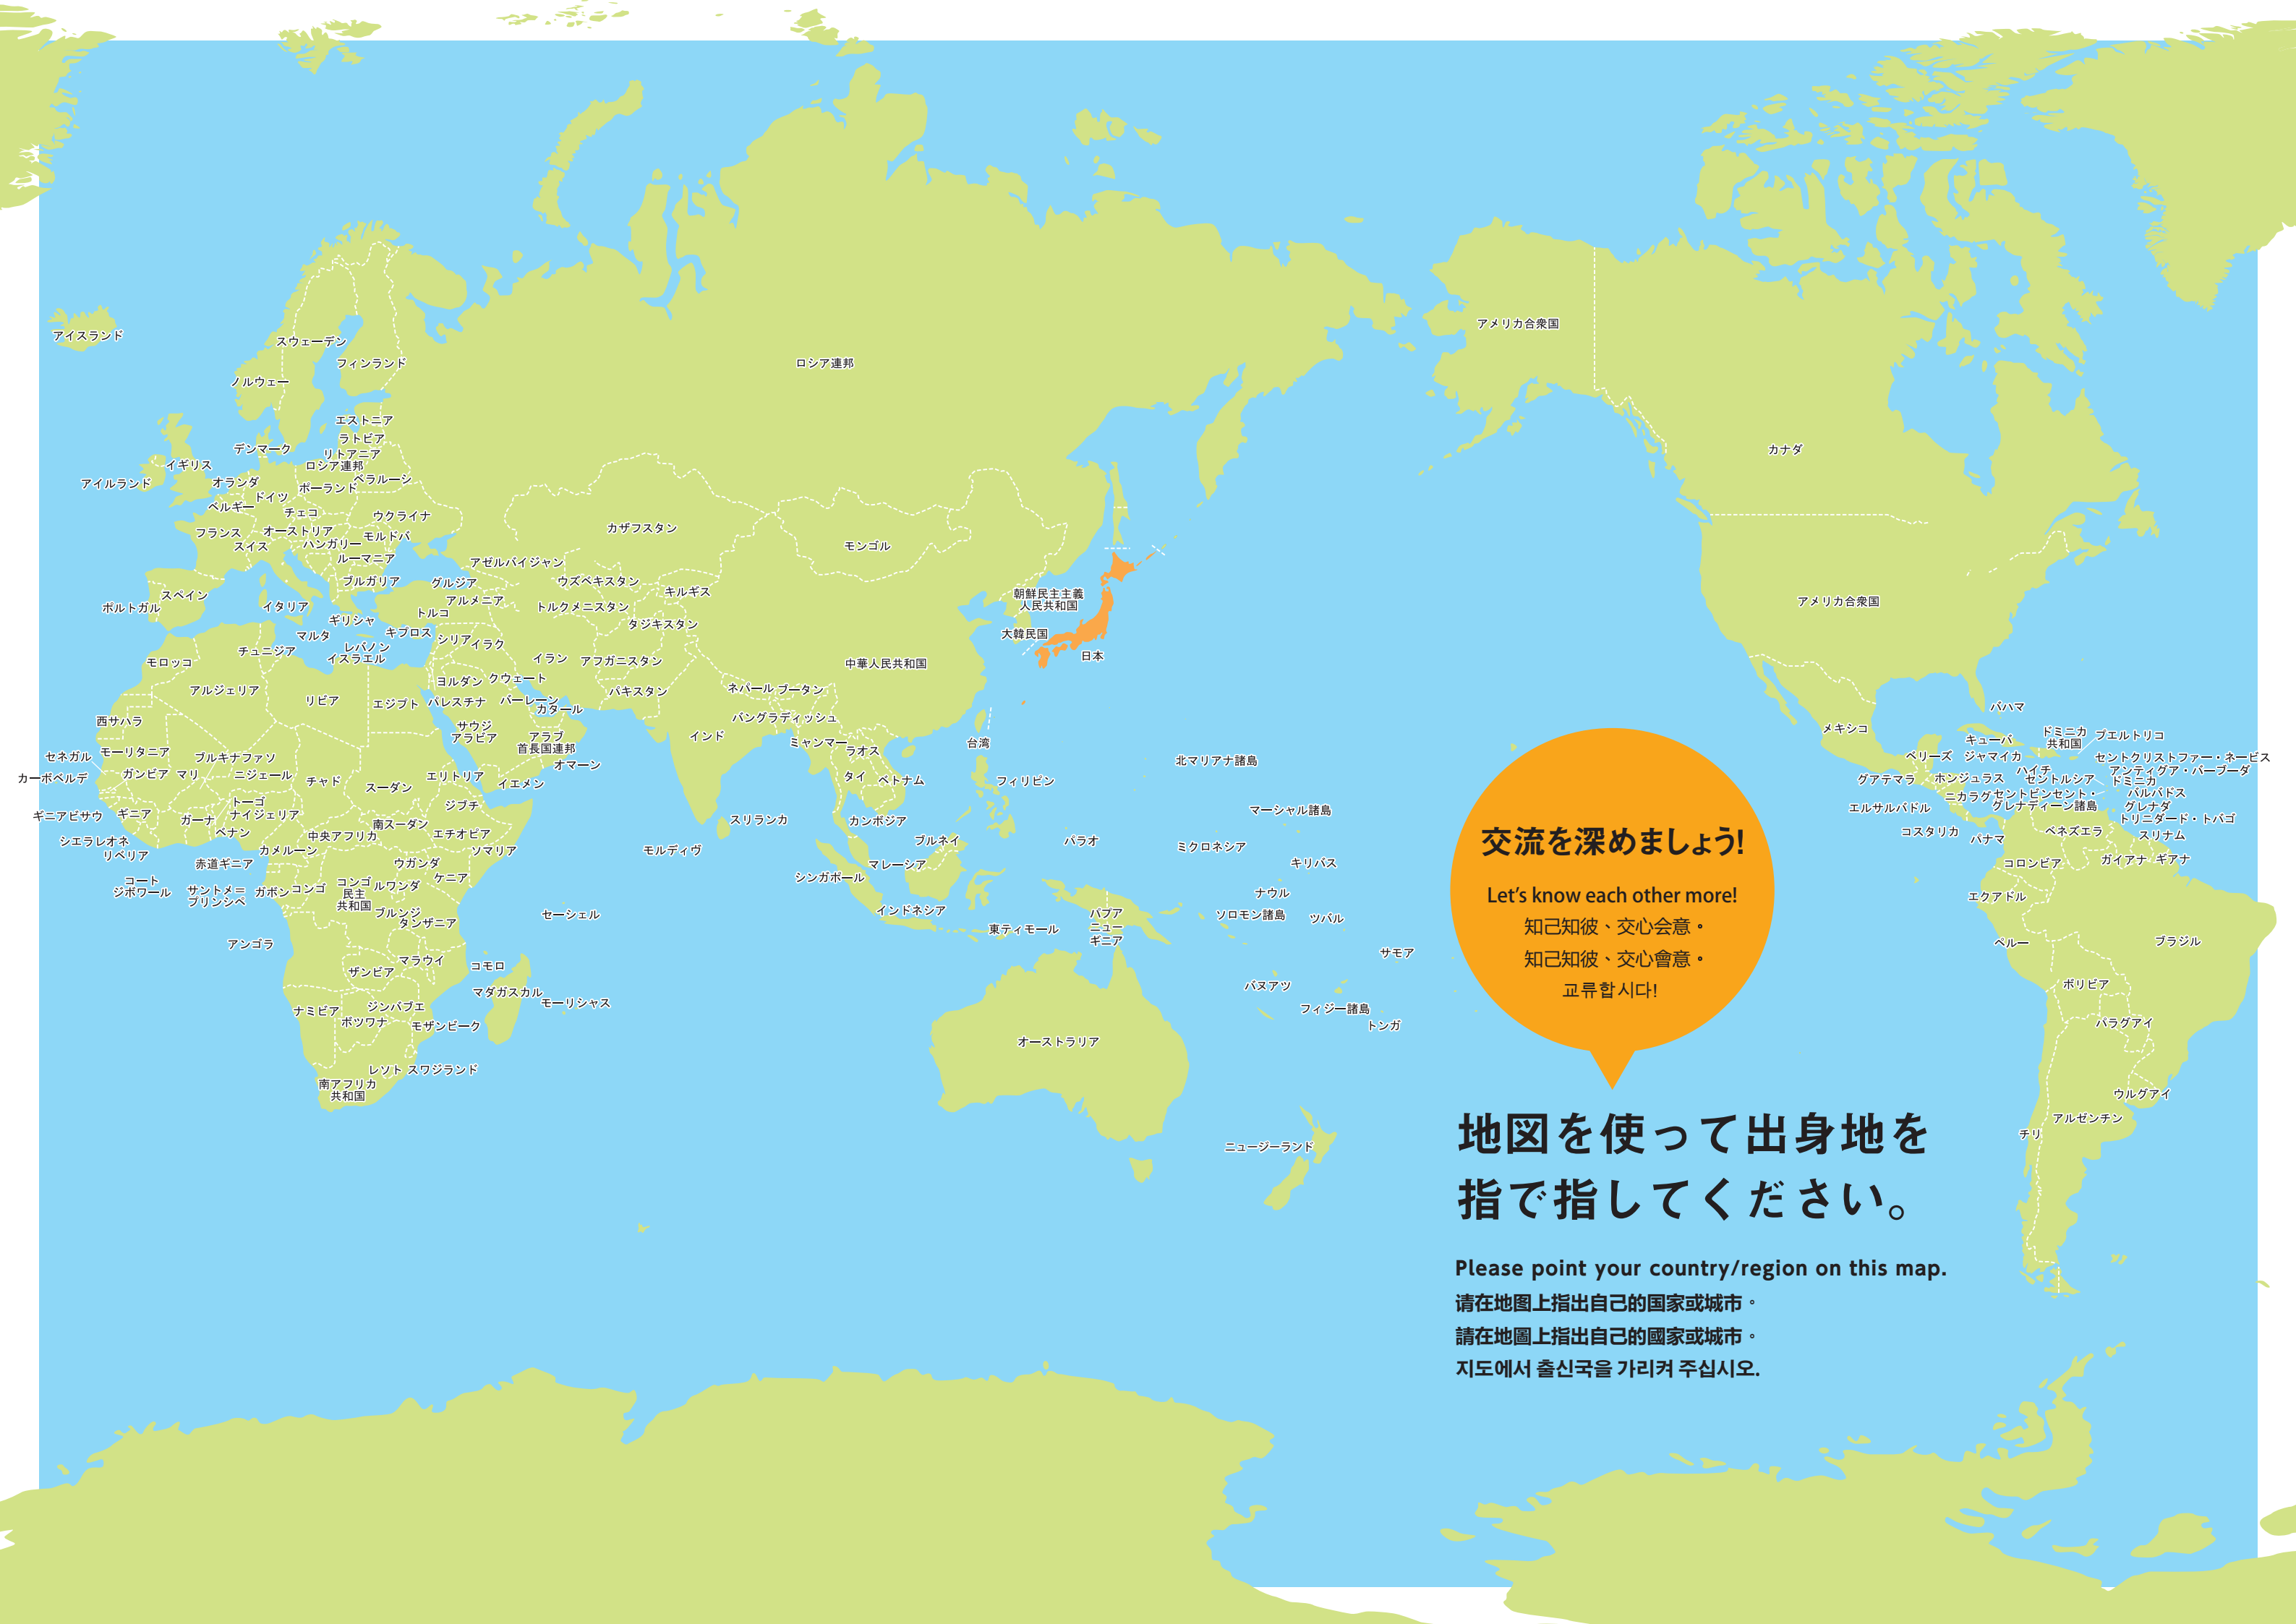 アイスランド
スウェーデン
フィンランド
ノルウェー
ロシア連邦
アメリカ合衆国
カナダ
エストニア
ラトビア
リトアニア
ロシア連邦
デンマーク
イギリス
アイルランド
オランダ
ベラルーシ
ポーランド
ドイツ
ベルギー
チェコ
ウクライナ
フランス
オーストリア
モルドバ
スイス
ハンガリー
ルーマニア
ブルガリア
スペイン
ポルトガル
イタリア
ギリシャ
マルタ
キプロス
レバノン
イスラエル
カザフスタン
モンゴル
アゼルバイジャン
グルジア
ウズベキスタン
キルギス
アルメニア
トルコ
トルクメニスタン
タジキスタン
シリア
イラク
イラン
アフガニスタン
朝鮮民主主義
人民共和国
大韓民国
日本
中華人民共和国
アメリカ合衆国
モロッコ
チュニジア
アルジェリア
リビア
エジプト
ヨルダン
クウェート
パレスチナ
バーレーン
カタール
パキスタン
ネパール
ブータン
バングラディッシュ
西サハラ
サウジ
アラビア
アラブ
首長国連邦
オマーン
インド
ミャンマー
ラオス
台湾
セネガル
モーリタニア
ブルキナファソ
カーボベルデ
ガンビア
マリ
ニジェール
チャド
スーダン
エリトリア
イエメン
タイ
ベトナム
フィリピン
北マリアナ諸島
ギニアビサウ
ギニア
ガーナ
トーゴ
ナイジェリア
ベナン
ジブチ
南スーダン
中央アフリカ
エチオピア
スリランカ
カンボジア
マーシャル諸島
シエラレオネ
リベリア
赤道ギニア
カメルーン
ソマリア
ウガンダ
ケニア
モルディヴ
ブルネイ
マレーシア
パラオ
ミクロネシア
キリバス
コート
ジボワール
サントメ=
プリンシペ
ガボン
コンゴ
コンゴ
民主
共和国
ルワンダ
ブルンジ
タンザニア
シンガポール
インドネシア
セーシェル
東ティモール
パプア
ニュー
ギニア
ナウル
ソロモン諸島
ツバル
サモア
アンゴラ
マラウイ
ザンビア
コモロ
マダガスカル
モーリシャス
バヌアツ
フィジー諸島
トンガ
ナミビア
ジンバブエ
ボツワナ
モザンビーク
レソト
スワジランド
南アフリカ
共和国
オーストラリア
ニュージーランド
メキシコ
バハマ
キューバ
ドミニカ
共和国
プエルトリコ
ベリーズ
ジャマイカ
セントクリストファー・ネービス
ハイチ
アンティグア・バーブーダ
グアテマラ
ホンジュラス
セントルシア
ドミニカ
ニカラグ
セントビンセント・
グレナディーン諸島
バルバドス
グレナダ
エルサルバドル
トリニダード・トバゴ
コスタリカ
パナマ
ベネズエラ
スリナム
コロンビア
ガイアナ
ギアナ
エクアドル
ペルー
ブラジル
ボリビア
パラグアイ
ウルグアイ
アルゼンチン
チリ
交流を深めましょう!
Let's know each other more!
知己知彼、交心会意。
知己知彼、交心會意。
교류합시다!
地図を使って出身地を
指で指してください。
Please point your country/region on this map.
请在地图上指出自己的国家或城市。
請在地圖上指出自己的國家或城市。
지도에서 출신국을 가리켜 주십시오.